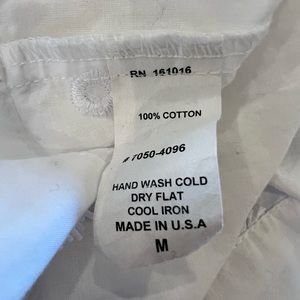 RN 161016
100% COTTON
# 7050-4096
HAND WASH COLD
DRY FLAT
COOL IRON
MADE IN U.S.A
M